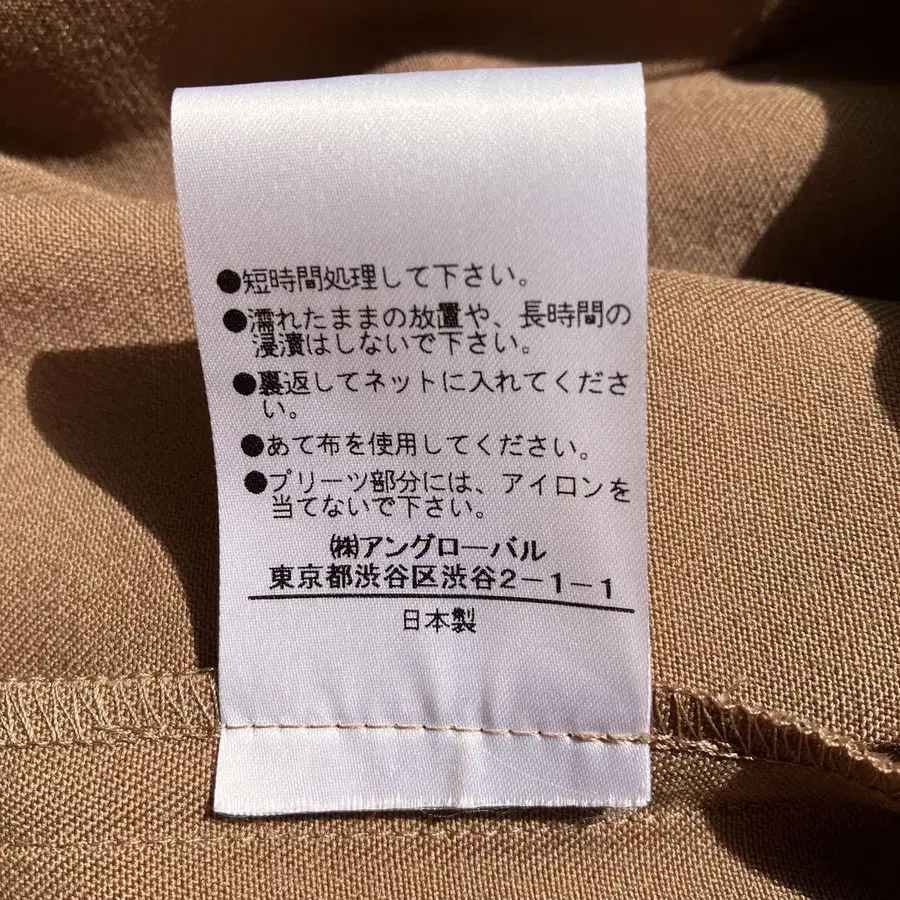 ●短時間処理して下さい。
●濡れたままの放置や、長時間の
浸漬はしないで下さい。
●裏返してネットに入れてくださ
い。
●あて布を使用してください。
●プリーツ部分には、アイロンを
当てないで下さい。
㈱アングローバル
東京都渋谷区渋谷2-1-1
日本製